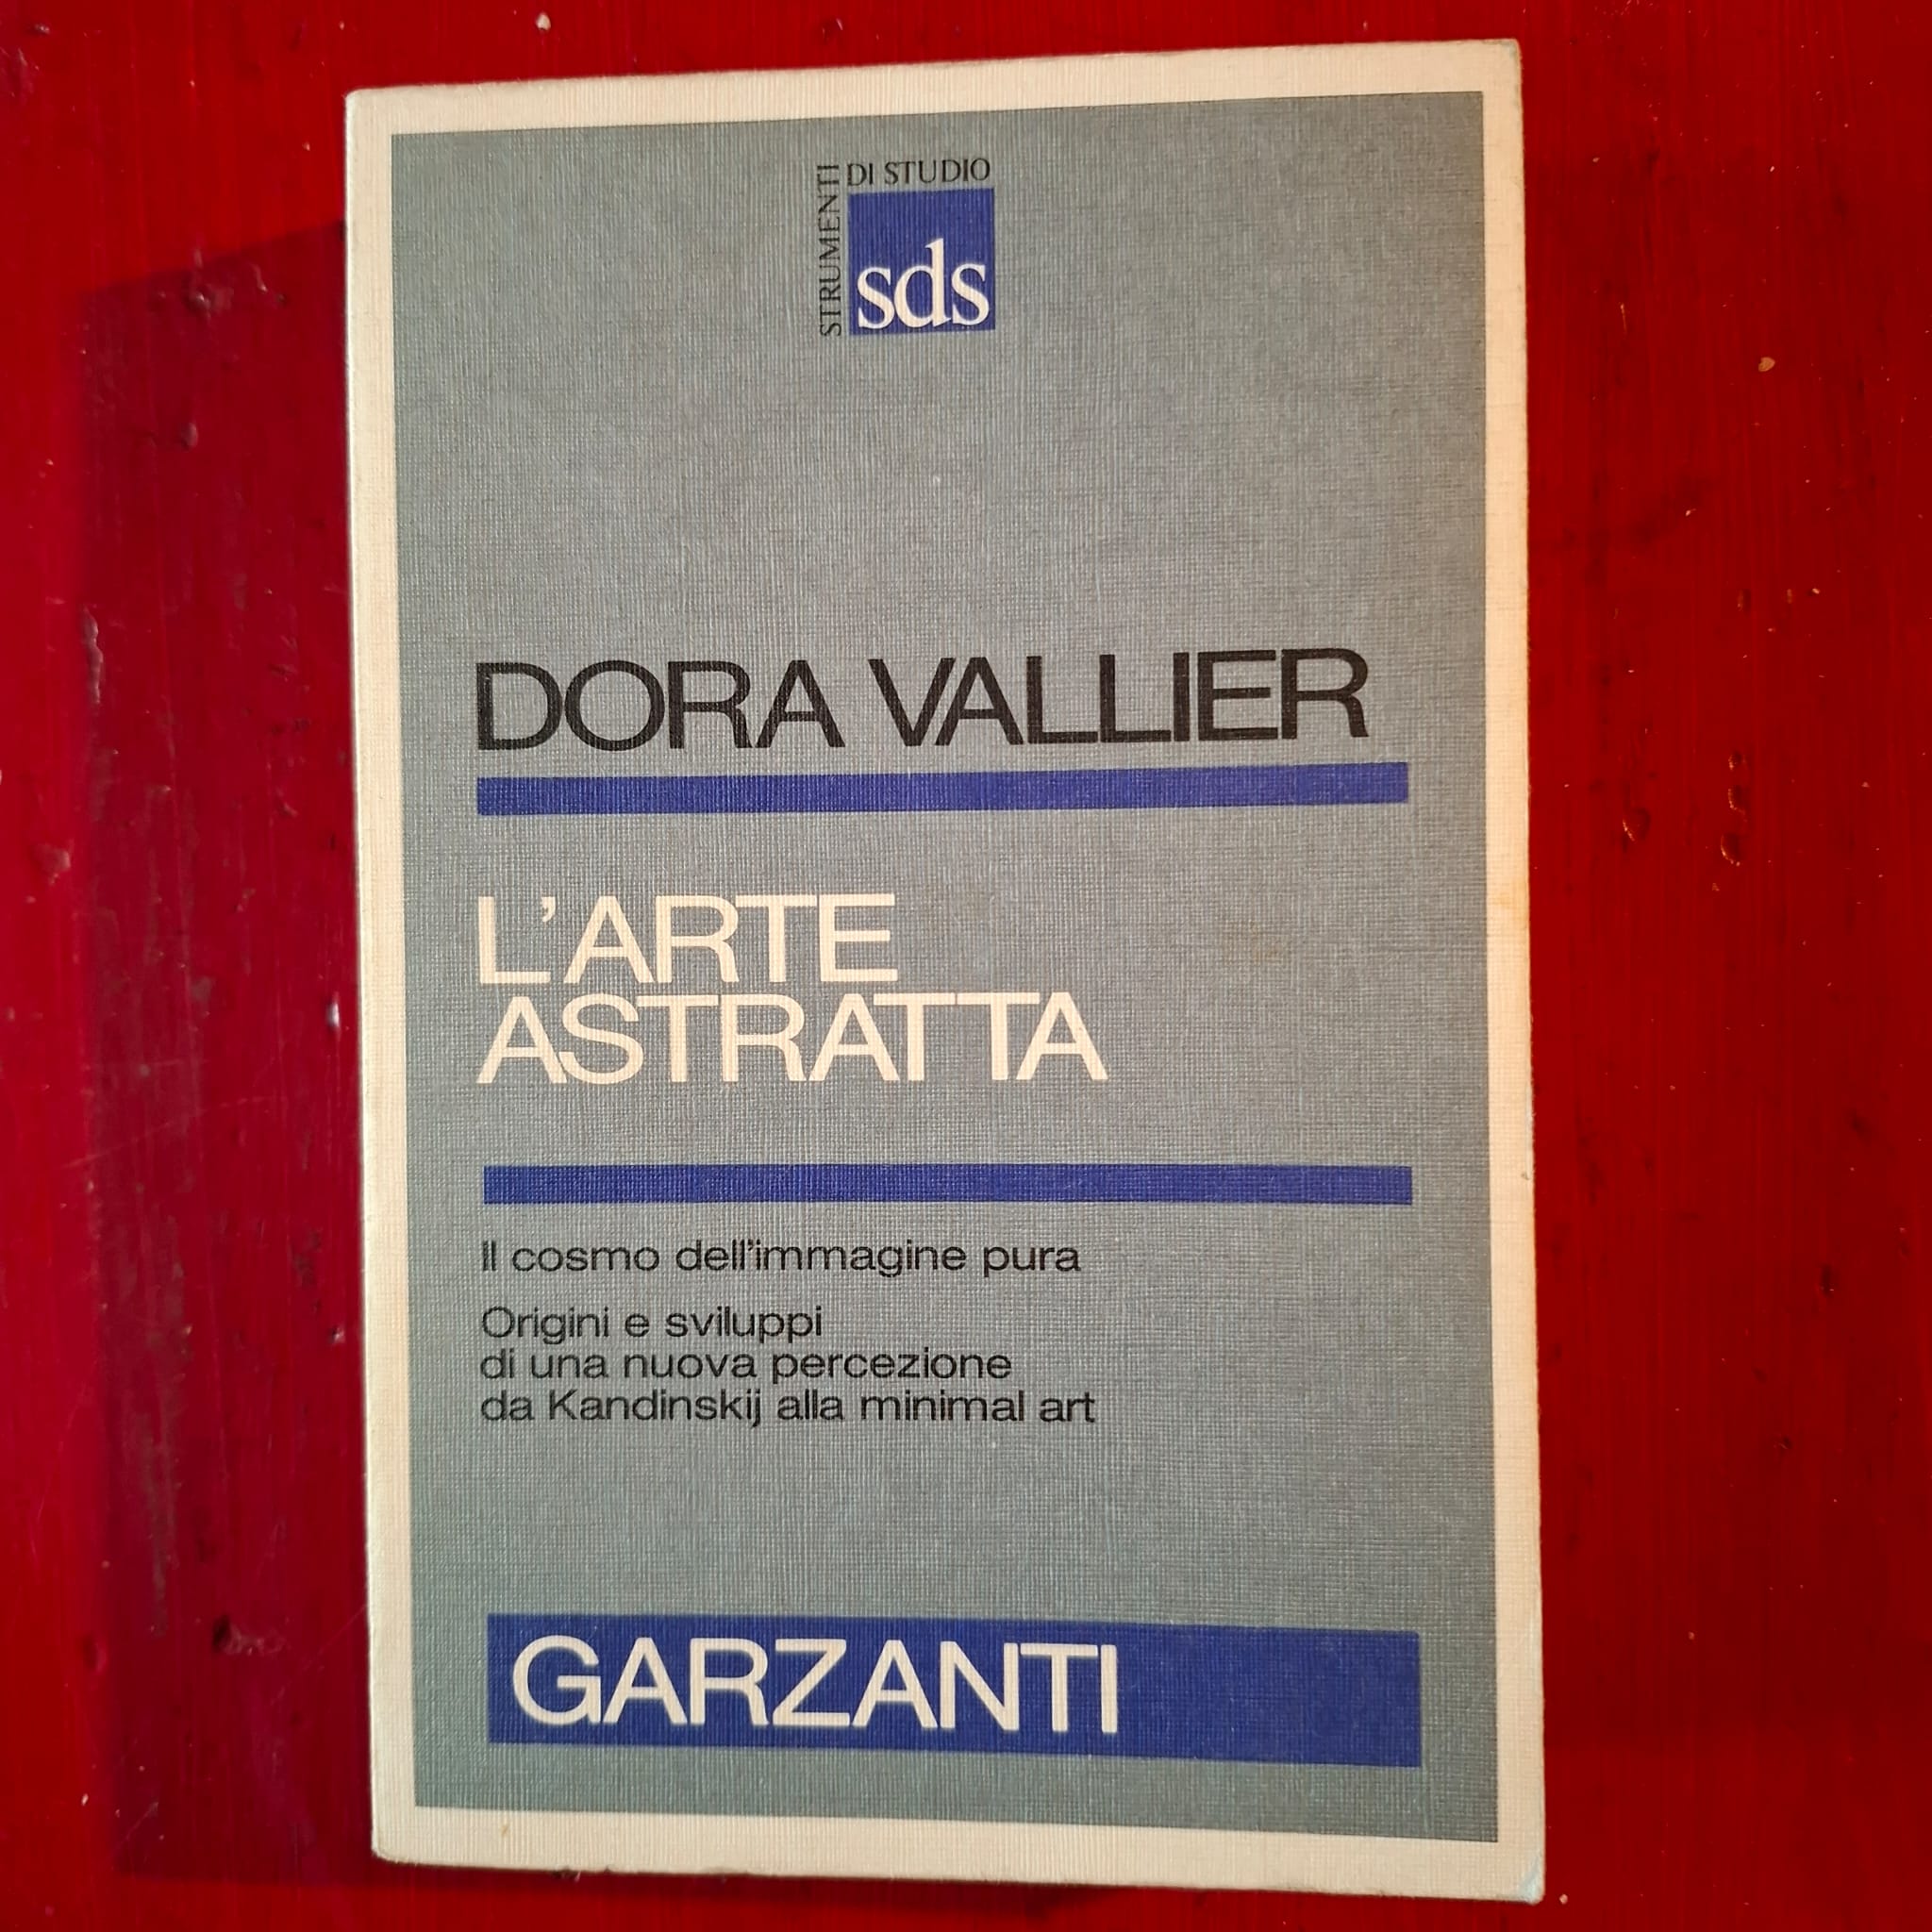 STRUMENTI
DI STUDIO
sds
DORA VALLIER
L'ARTE
ASTRATTA
Il cosmo dell'immagine pura
Origini e sviluppi
di una nuova percezione
da Kandinskij alla minimal art
GARZANTI